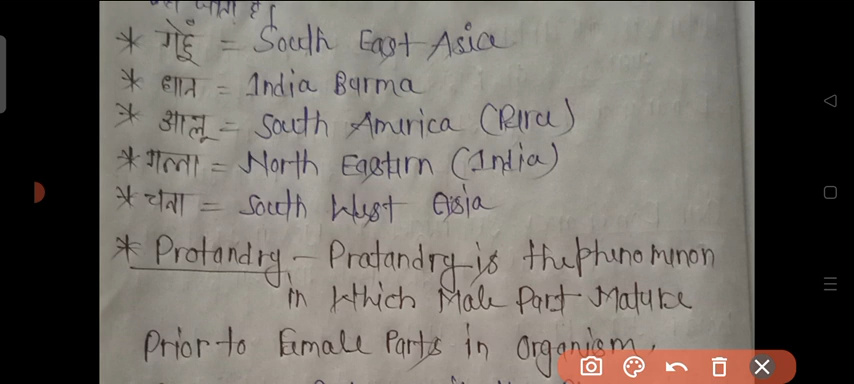 * गेहूँ = South East Asia
* धान = India Burma
* आलू = South America (Peru)
* गन्ना = North Eastern (India)
* चना = South West Asia
* Protandry - Protandry is the phenominon
in which Male Part Mature
Prior to Female Parts in Organism.